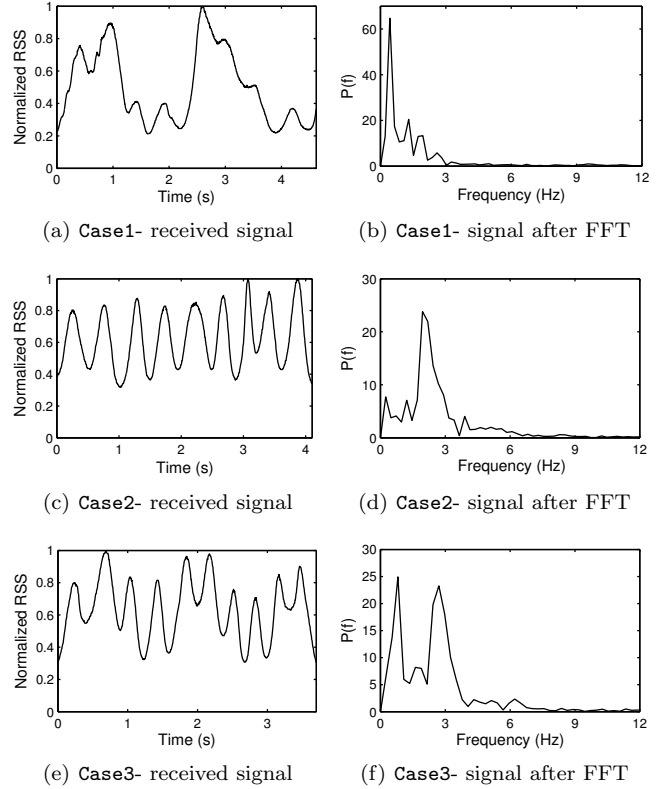 1
0.8
0.6
0.4
0.2
0
Normalized RSS
0 1 2 3 4
Time (s)
(a) Case1- received signal
60
40
20
0
P(f)
0 3 6 9 12
Frequency (Hz)
(b) Case1- signal after FFT
1
0.8
0.6
0.4
0.2
0
Normalized RSS
0 1 2 3 4
Time (s)
(c) Case2- received signal
30
20
10
0
P(f)
0 3 6 9 12
Frequency (Hz)
(d) Case2- signal after FFT
1
0.8
0.6
0.4
0.2
0
Normalized RSS
0 1 2 3
Time (s)
(e) Case3- received signal
30
25
20
15
10
5
0
P(f)
0 3 6 9 12
Frequency (Hz)
(f) Case3- signal after FFT